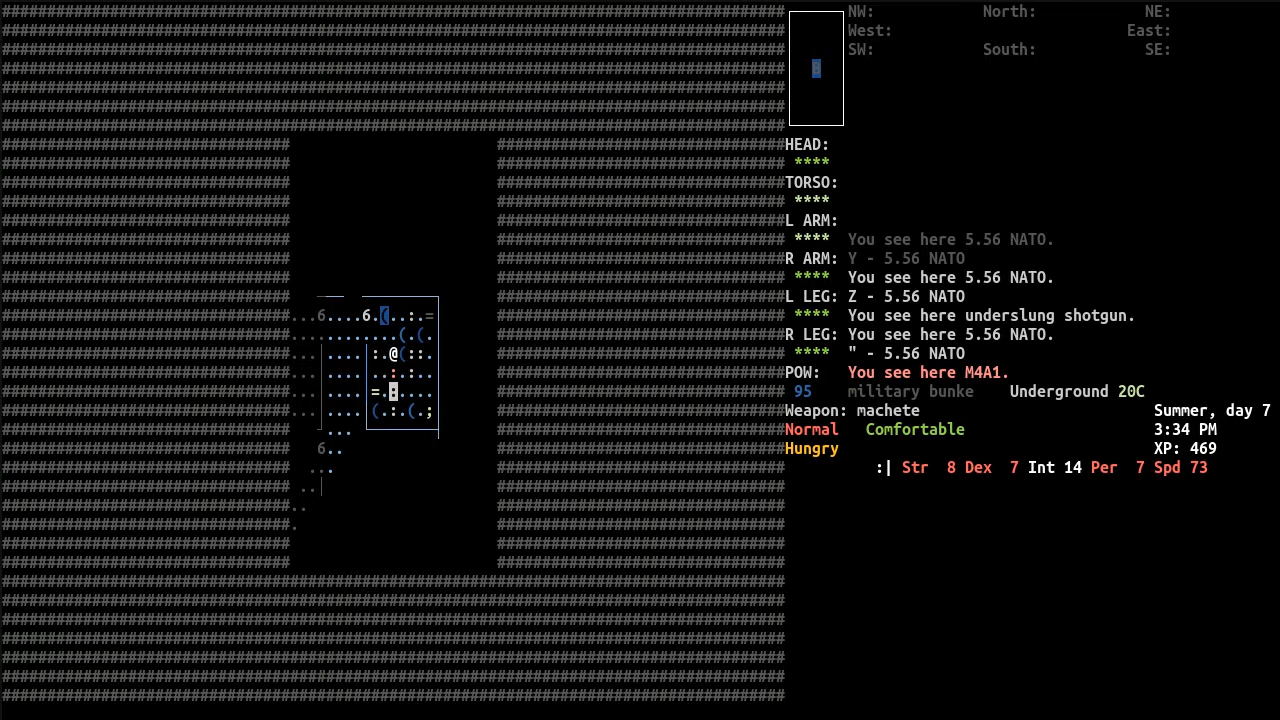 NW: North: NE:
West: East:
SW: South: SE:
HEAD:
****
TORSO:
****
L ARM:
**** You see here 5.56 NATO.
R ARM: Y - 5.56 NATO
**** You see here 5.56 NATO.
L LEG: Z - 5.56 NATO
**** You see here underslung shotgun.
R LEG: You see here 5.56 NATO.
**** " - 5.56 NATO
POW: You see here M4A1.
95 military bunke Underground 20C
Weapon: machete Summer, day 7
Normal Comfortable 3:34 PM
Hungry XP: 469
:| Str 8 Dex 7 Int 14 Per 7 Spd 73